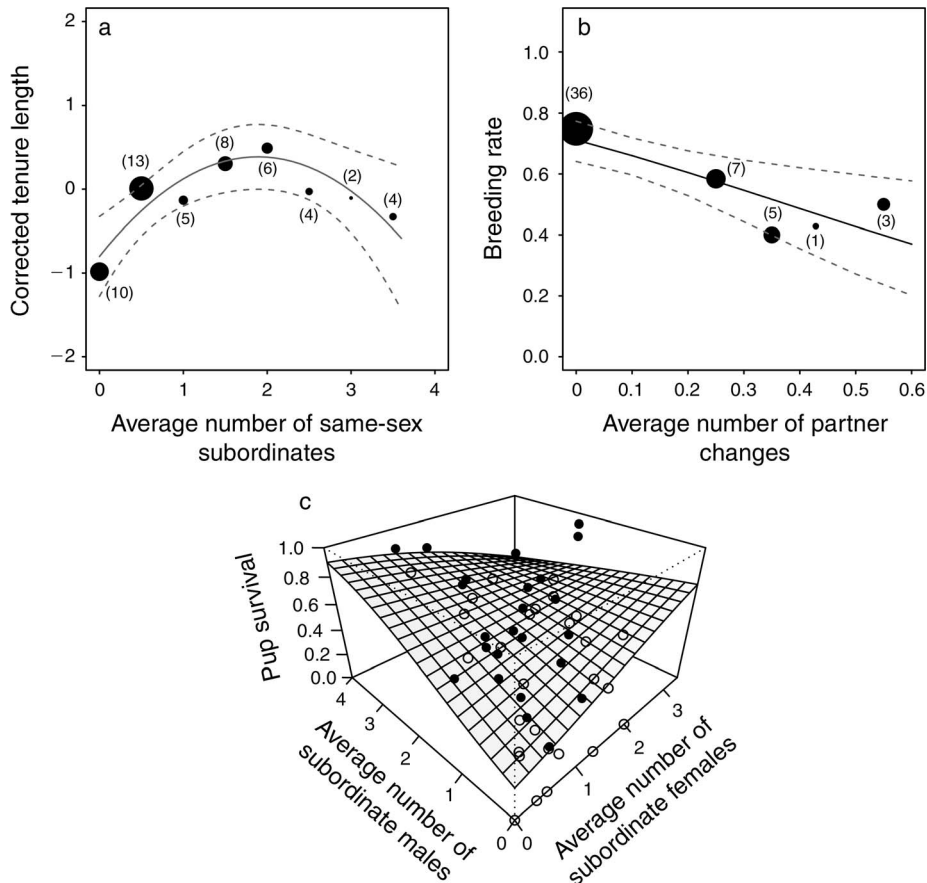 a
2
1
0
−1
−2
Corrected tenure length
(10)
(13)
(5)
(8)
(6)
(4)
(2)
(4)
0 1 2 3 4
Average number of same-sex
subordinates
b
1.0
0.8
0.6
0.4
0.2
0.0
Breeding rate
(36)
(7)
(5)
(1)
(3)
0 0.1 0.2 0.3 0.4 0.5 0.6
Average number of partner
changes
c
1.0
0.8
0.6
0.4
0.2
0.0
Pup survival
4
3
2
1
0
Average number of
subordinate males
0
1
2
3
Average number of
subordinate females